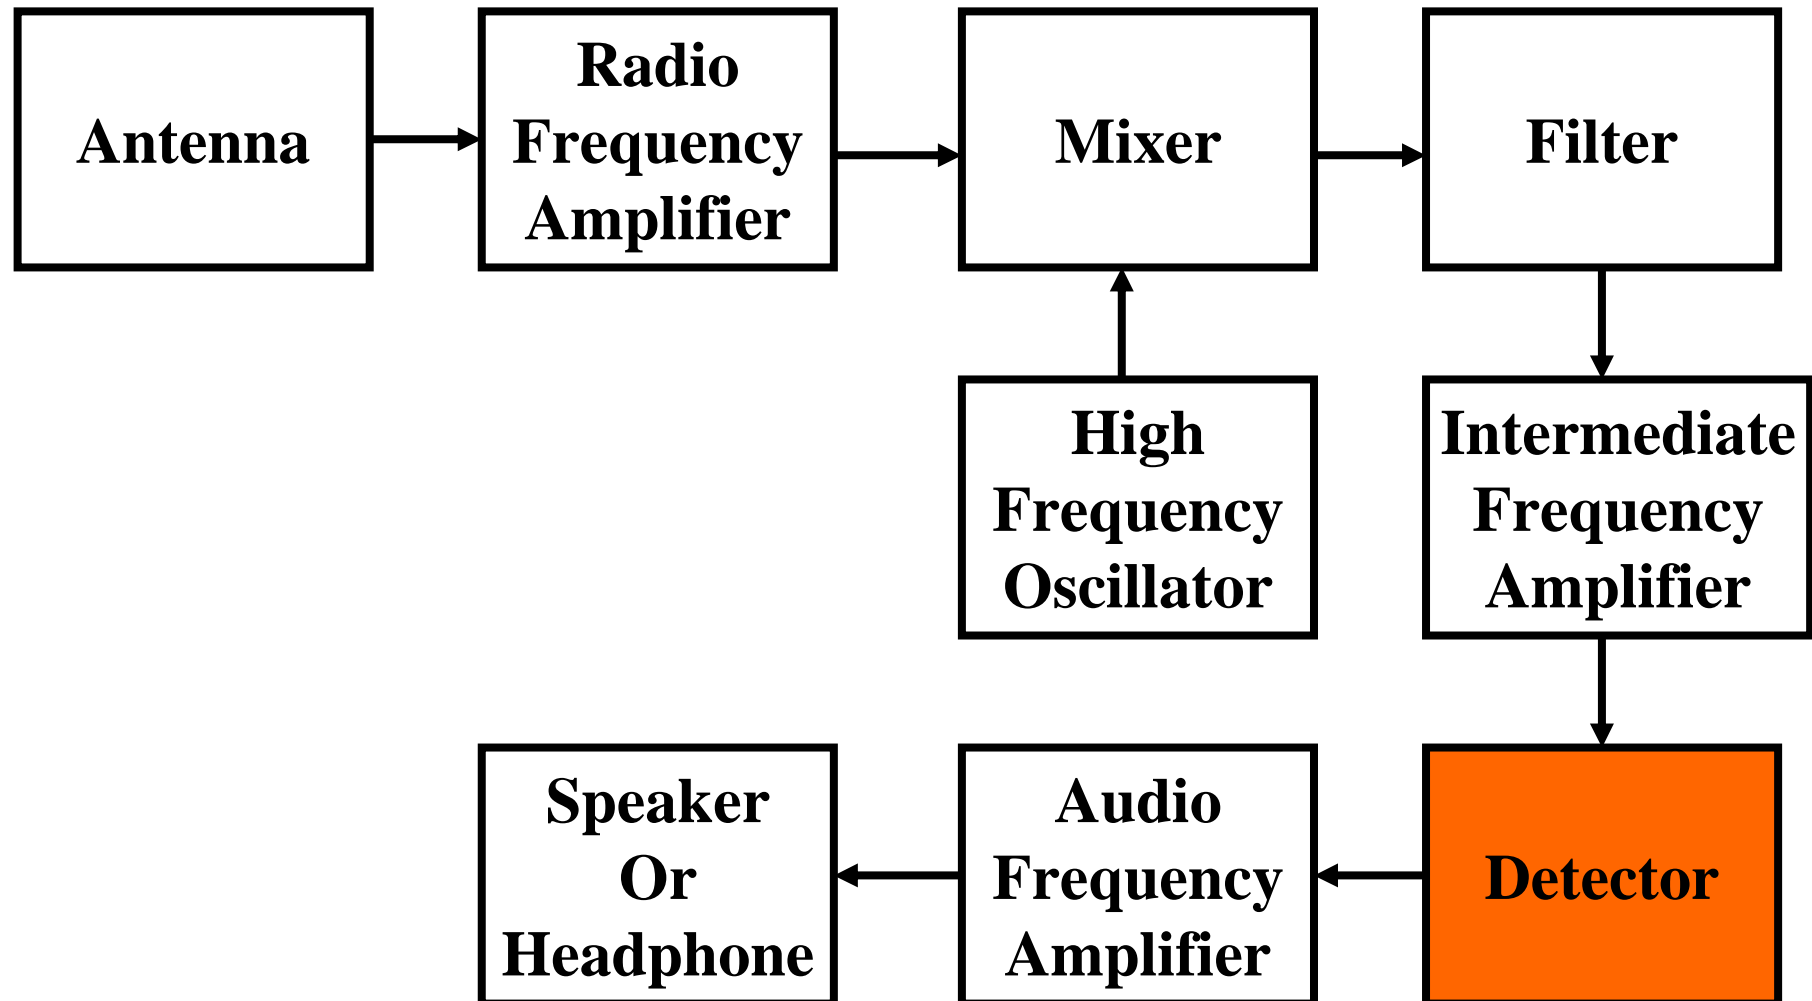 Antenna
Radio
Frequency
Amplifier
Mixer
Filter
High
Frequency
Oscillator
Intermediate
Frequency
Amplifier
Speaker
Or
Headphone
Audio
Frequency
Amplifier
Detector